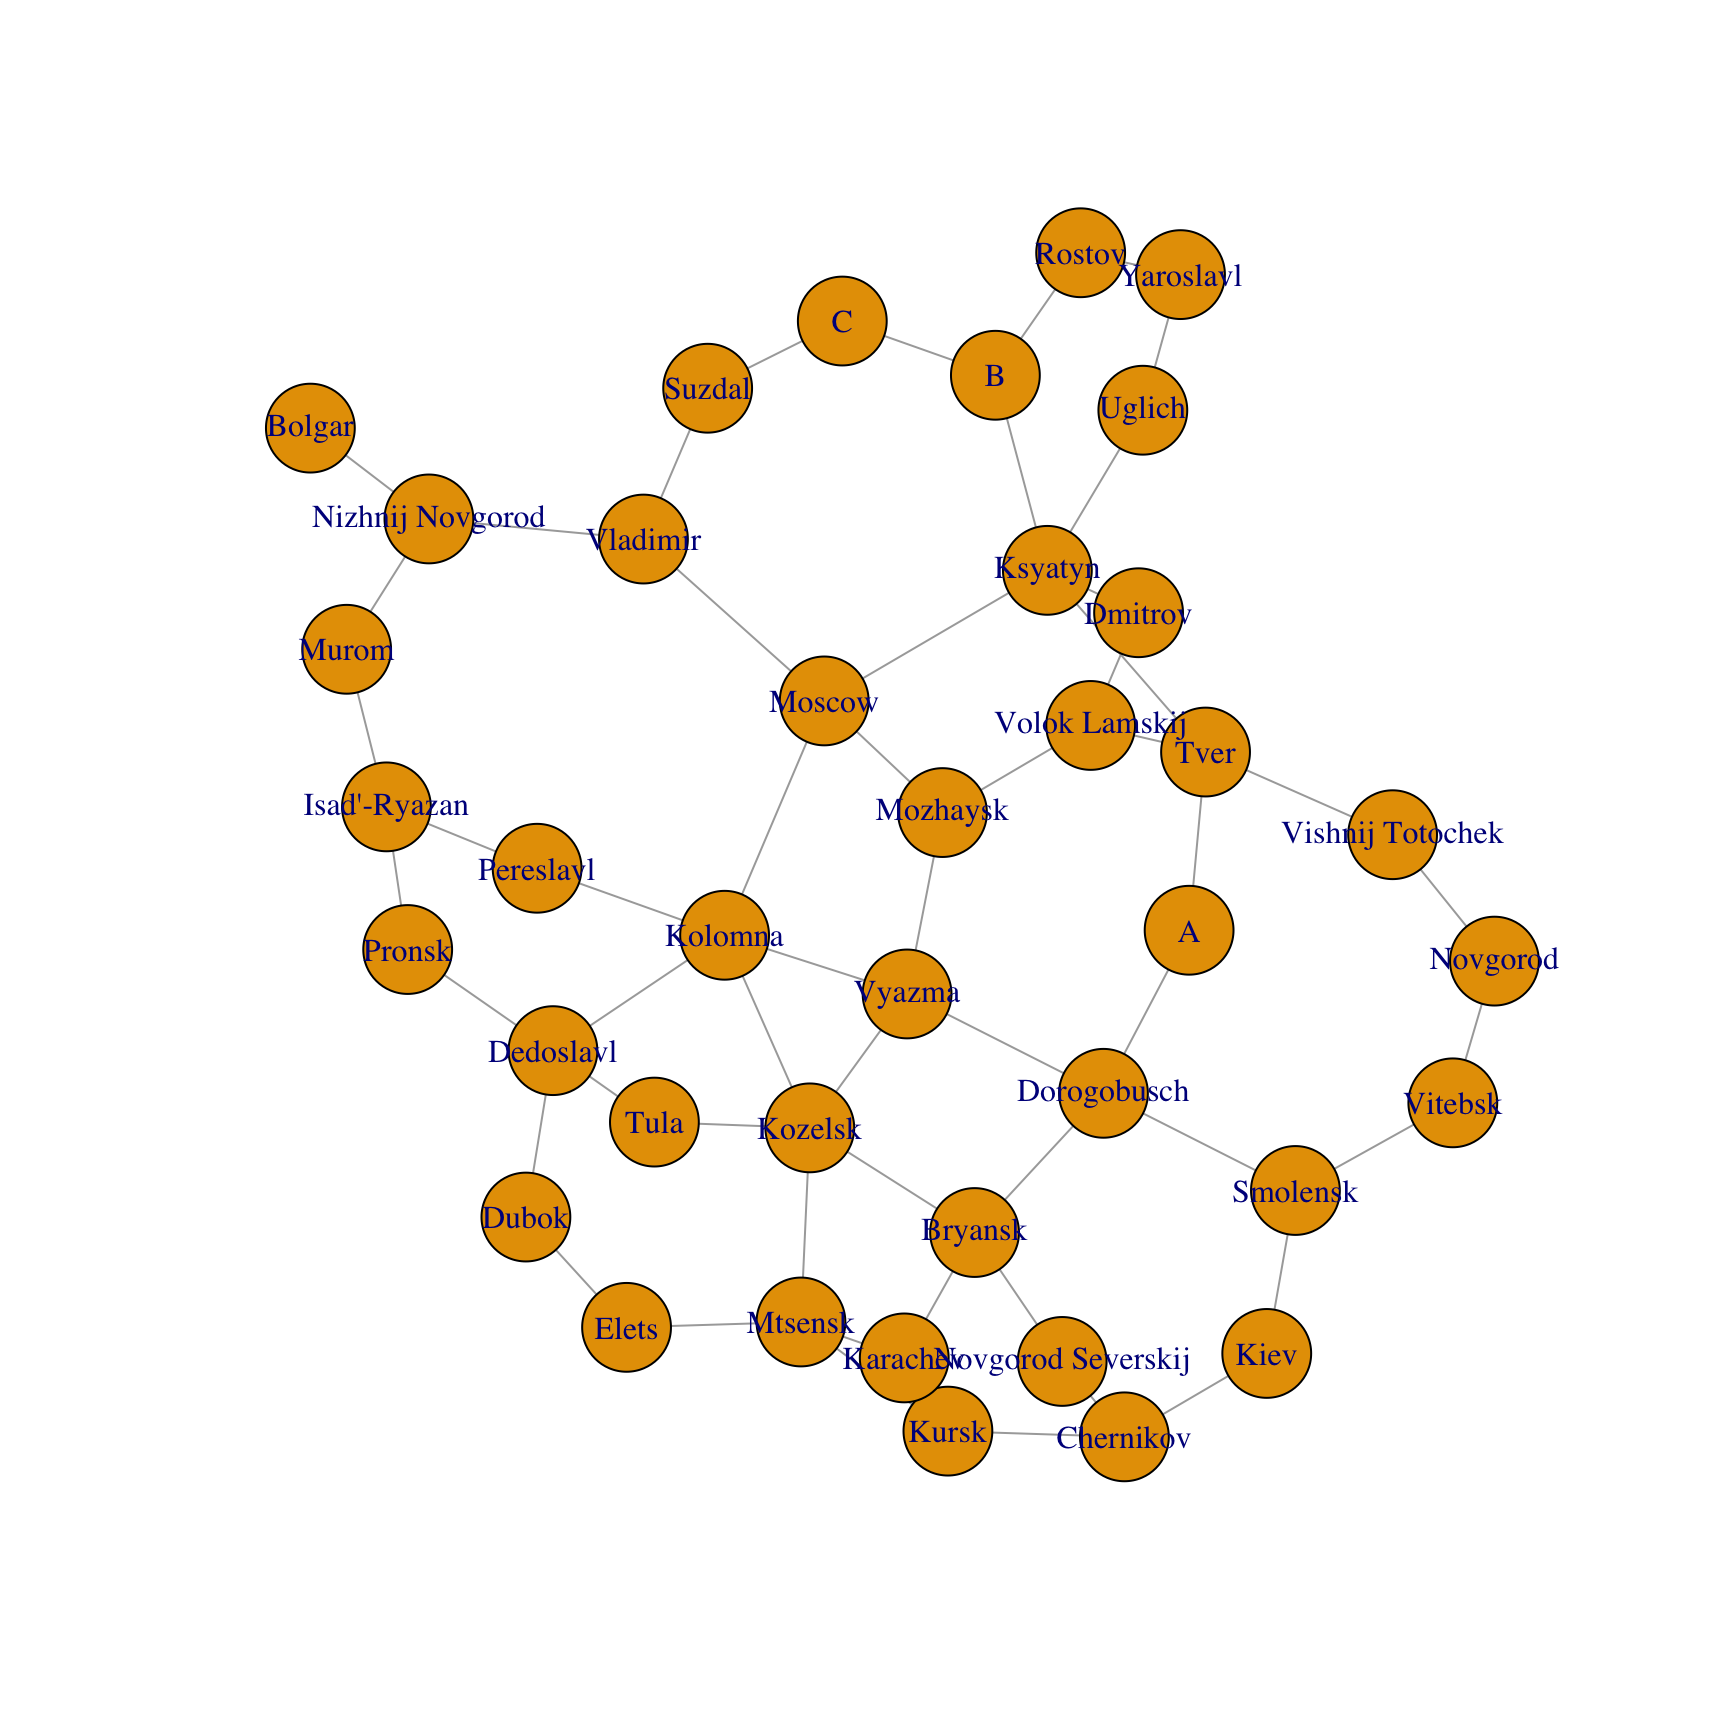 Rostov
Yaroslavl
C
B
Suzdal
Uglich
Bolgar
Nizhnij Novgorod
Vladimir
Ksyatyn
Dmitrov
Murom
Moscow
Volok Lamskij
Tver
Isad'-Ryazan
Mozhaysk
Vishnij Totochek
Pereslavl
A
Kolomna
Pronsk
Novgorod
Vyazma
Dedoslavl
Dorogobusch
Vitebsk
Tula
Kozelsk
Smolensk
Dubok
Bryansk
Mtsensk
Elets
Karachev
Novgorod Severskij
Kiev
Kursk
Chernikov